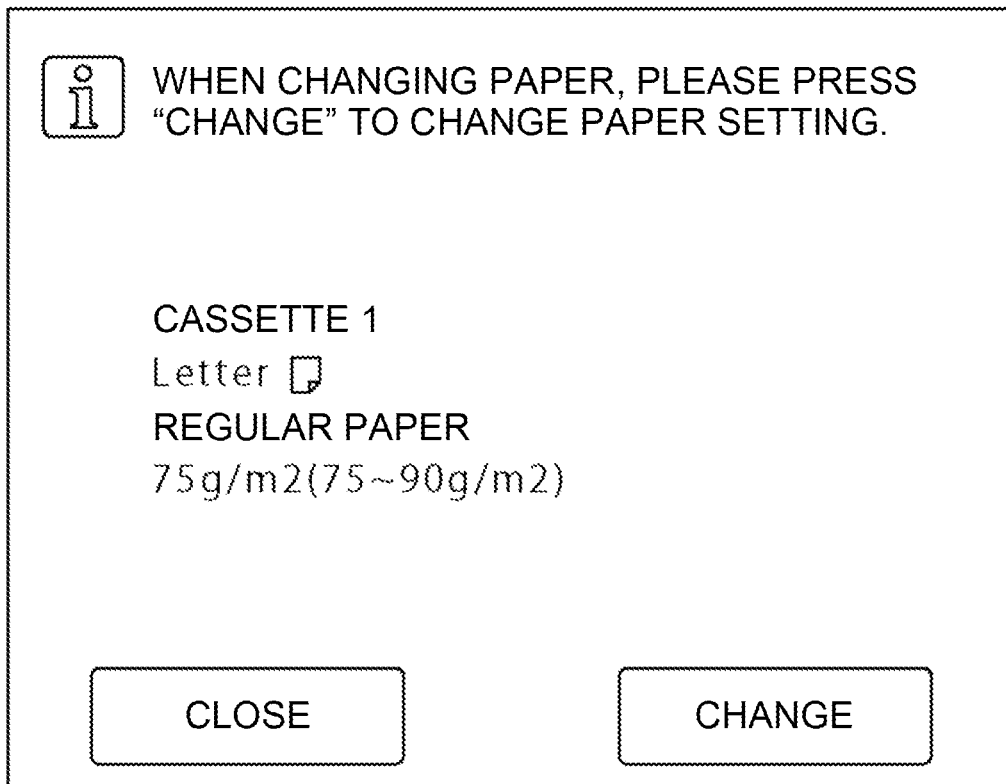 WHEN CHANGING PAPER, PLEASE PRESS
“CHANGE” TO CHANGE PAPER SETTING.
CASSETTE 1
Letter
REGULAR PAPER
75g/m2(75~90g/m2)
CLOSE
CHANGE